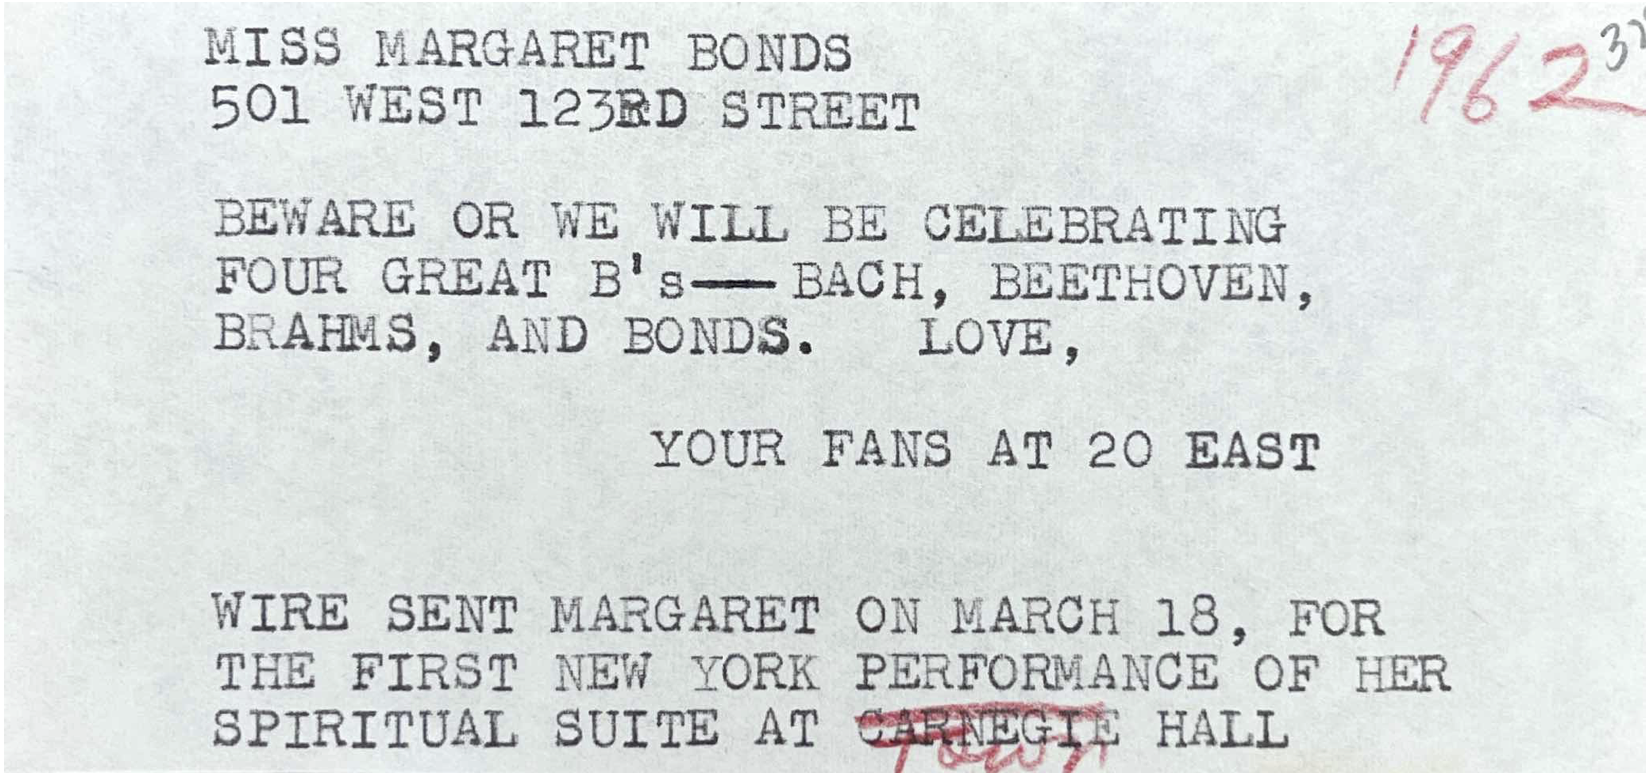 MISS MARGARET BONDS
1962
501 WEST 123RD STREET
BEWARE OR WE WILL BE CELEBRATING
FOUR GREAT B's—BACH, BEETHOVEN,
BRAHMS, AND BONDS. LOVE,
YOUR FANS AT 20 EAST
WIRE SENT MARGARET ON MARCH 18, FOR
THE FIRST NEW YORK PERFORMANCE OF HER
SPIRITUAL SUITE AT CARNEGIE HALL
Town